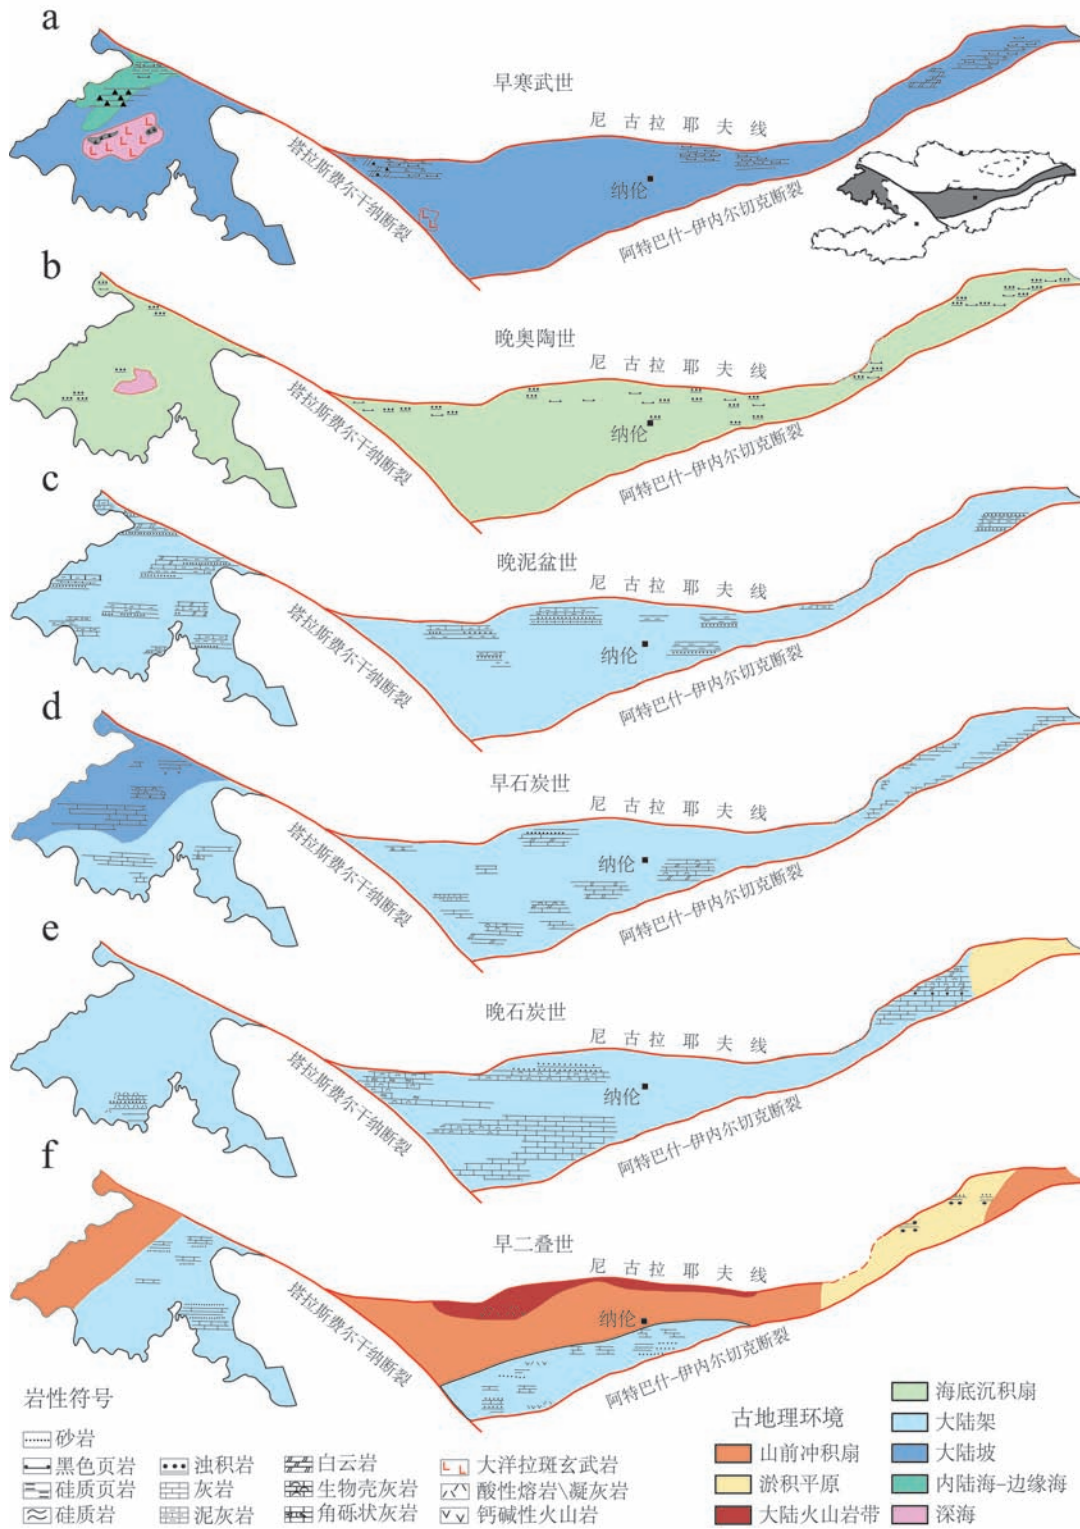 a
早寒武世
尼古拉耶夫线
塔拉斯费尔干纳断裂
纳伦
阿特巴什-伊内尔切克断裂
b
晚奥陶世
尼古拉耶夫线
塔拉斯费尔干纳断裂
纳伦
阿特巴什-伊内尔切克断裂
c
晚泥盆世
尼古拉耶夫线
塔拉斯费尔干纳断裂
纳伦
阿特巴什-伊内尔切克断裂
d
早石炭世
尼古拉耶夫线
塔拉斯费尔干纳断裂
纳伦
阿特巴什-伊内尔切克断裂
e
晚石炭世
尼古拉耶夫线
塔拉斯费尔干纳断裂
纳伦
阿特巴什-伊内尔切克断裂
f
早二叠世
尼古拉耶夫线
塔拉斯费尔干纳断裂
纳伦
阿特巴什-伊内尔切克断裂
岩性符号
砂岩
黑色页岩
硅质页岩
硅质岩
浊积岩
灰岩
泥灰岩
白云岩
生物壳灰岩
角砾状灰岩
大洋拉斑玄武岩
酸性熔岩\凝灰岩
钙碱性火山岩
古地理环境
山前冲积扇
淤积平原
大陆火山岩带
海底沉积扇
大陆架
大陆坡
内陆海-边缘海
深海